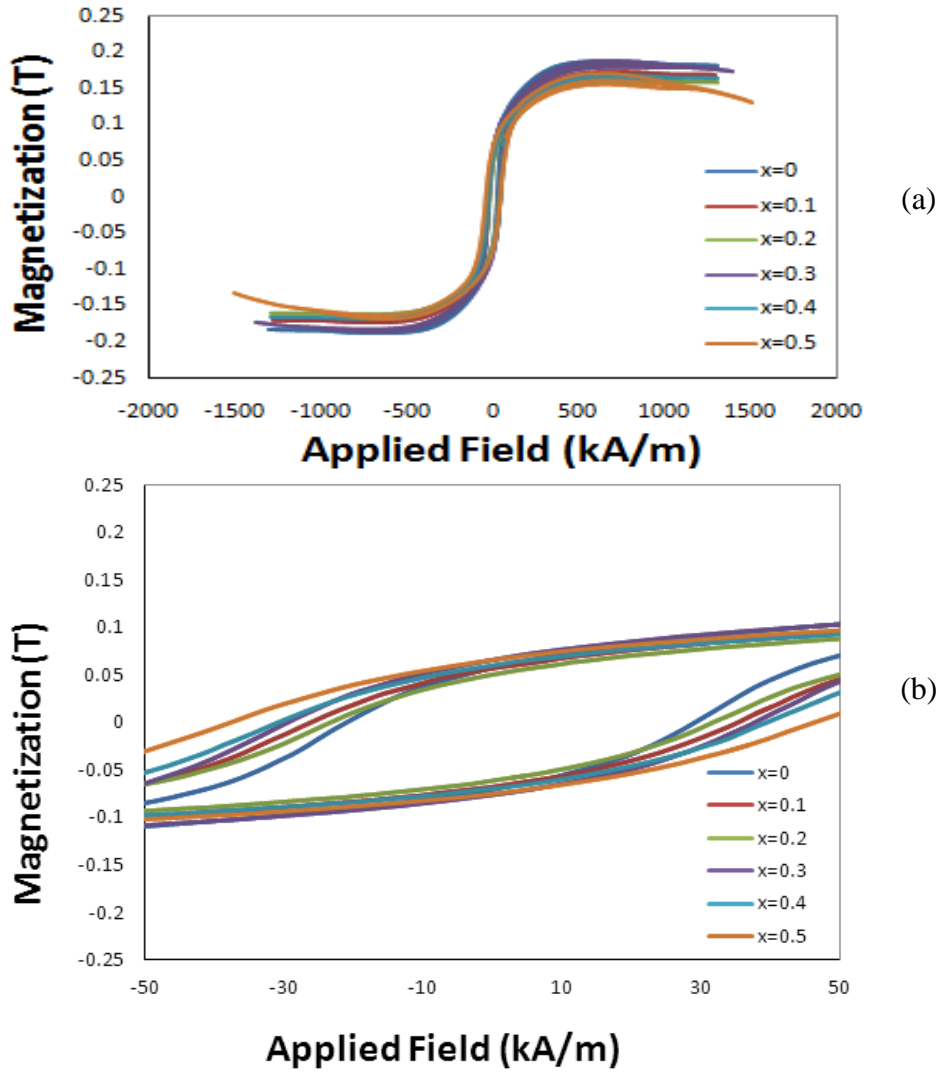 0.25
0.2
0.15
0.1
0.05
0
-0.05
-0.1
-0.15
-0.2
-0.25
Magnetization (T)
x=0
x=0.1
x=0.2
x=0.3
x=0.4
x=0.5
(a)
-2000 -1500 -1000 -500 0 500 1000 1500 2000
Applied Field (kA/m)
0.25
0.2
0.15
0.1
0.05
0
-0.05
-0.1
-0.15
-0.2
-0.25
Magnetization (T)
x=0
x=0.1
x=0.2
x=0.3
x=0.4
x=0.5
(b)
-50 -30 -10 10 30 50
Applied Field (kA/m)